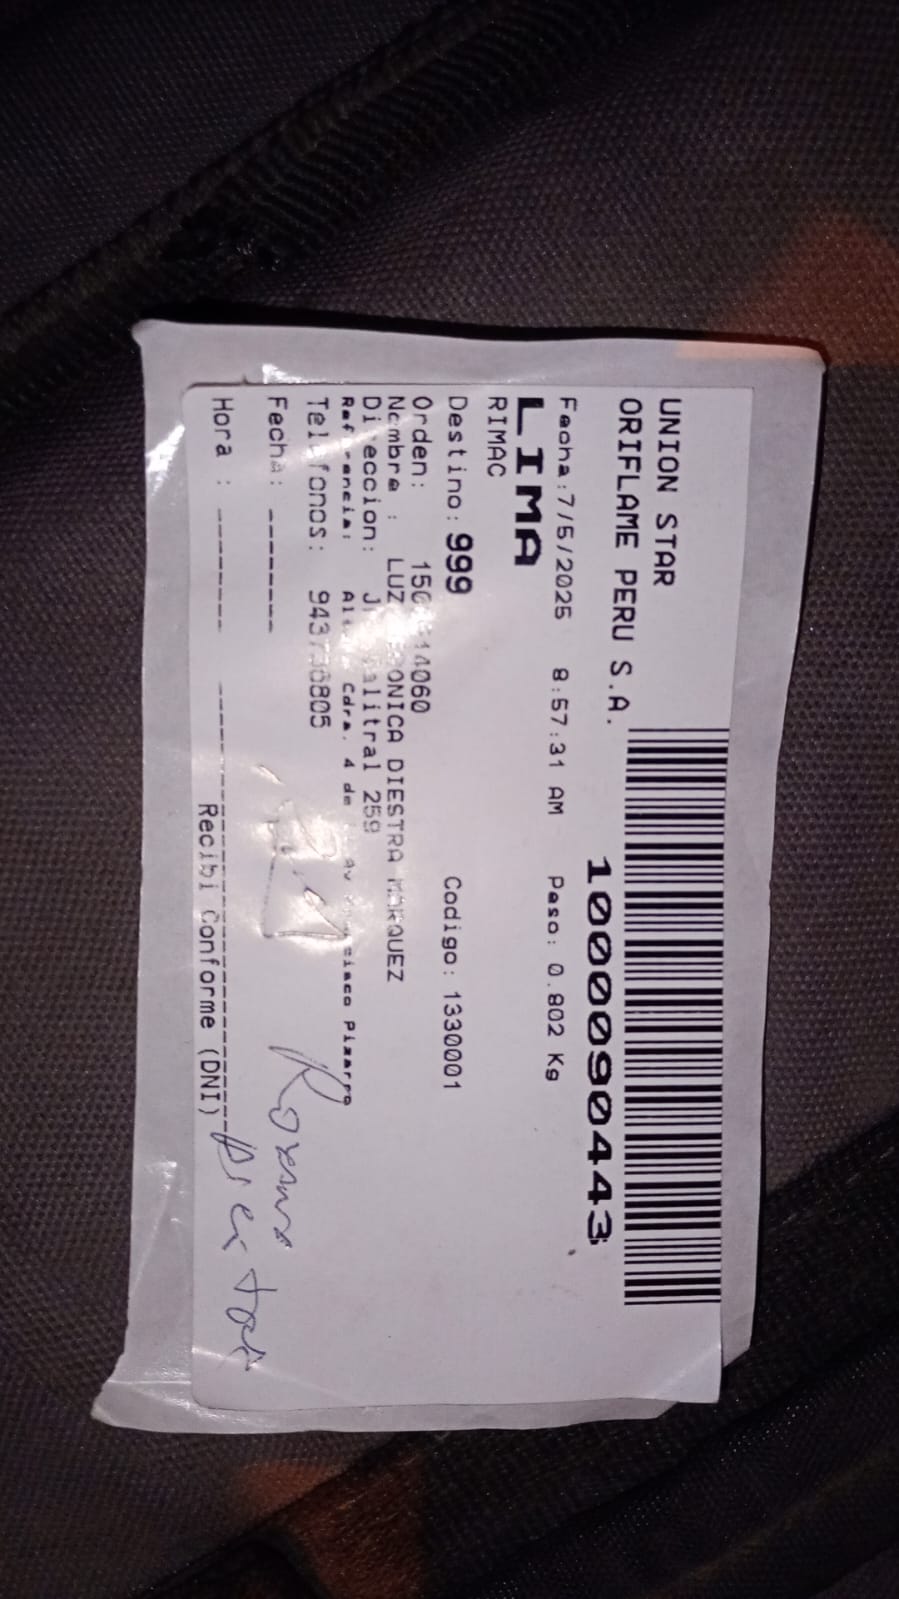 UNION STAR
ORIFLAME PERU S.A.
1000090443
Fecha:7/5/2025 8:57:31 AM Peso: 0.802 Kg
LIMA
RIMAC
Destino: 999 Codigo: 1330001
Orden:
Nombre : LUZ DIESTRA MARQUEZ
Direccion: 259
Referencia: Cdra. 4 de Pizarro
Telefonos:
Fecha: -------
Hora : -------
Recibi Conforme (DNI)